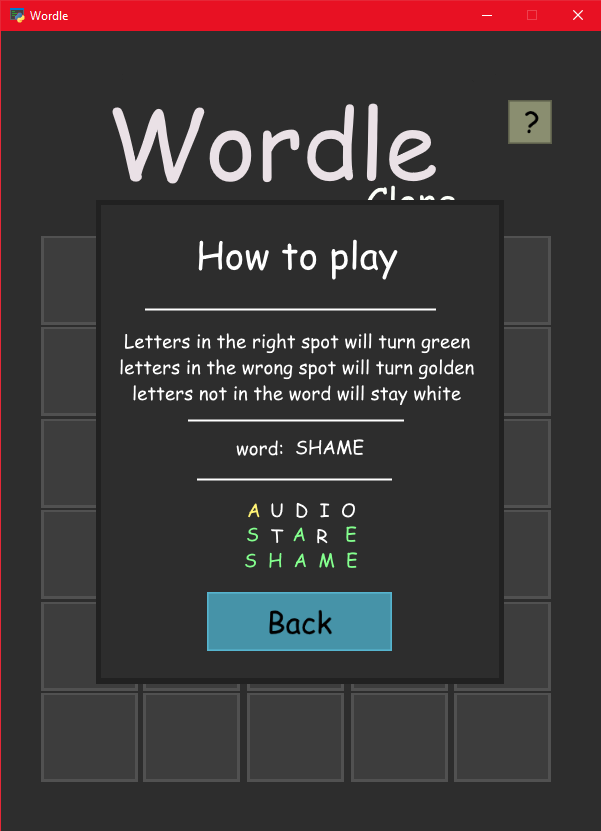 Wordle
Wordle
?
How to play
Letters in the right spot will turn green
letters in the wrong spot will turn golden
letters not in the word will stay white
word: SHAME
A U D I O
S T A R E
S H A M E
Back